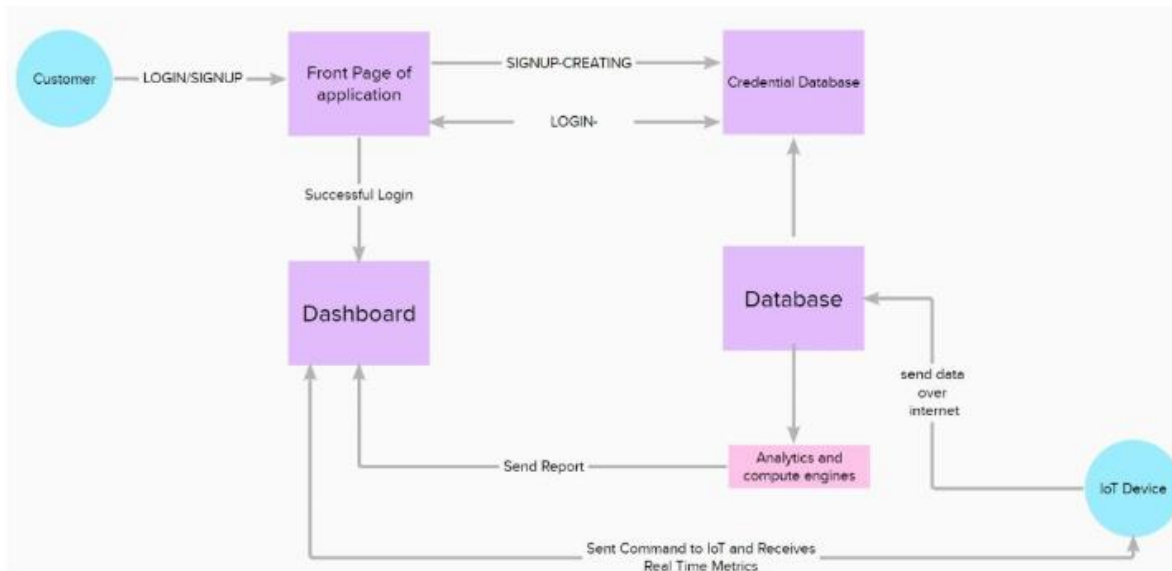 Customer
LOGIN/SIGNUP
Front Page of
application
SIGNUP-CREATING
Credential Database
LOGIN-
Successful Login
Dashboard
Database
send data
over
internet
Send Report
Analytics and
compute engines
IoT Device
Sent Command to IoT and Receives
Real Time Metrics